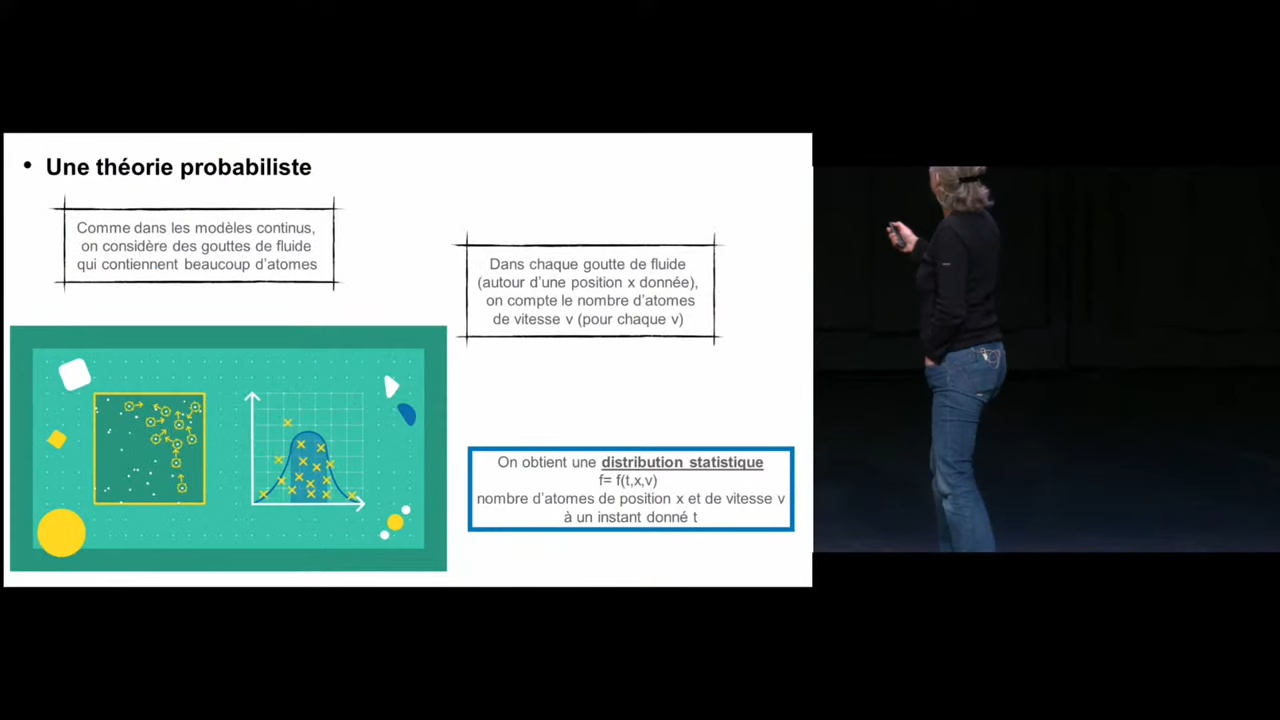 • Une théorie probabiliste
Comme dans les modèles continus,
on considère des gouttes de fluide
qui contiennent beaucoup d'atomes
Dans chaque goutte de fluide
(autour d'une position x donnée),
on compte le nombre d'atomes
de vitesse v (pour chaque v)
On obtient une distribution statistique
f= f(t,x,v)
nombre d'atomes de position x et de vitesse v
à un instant donné t